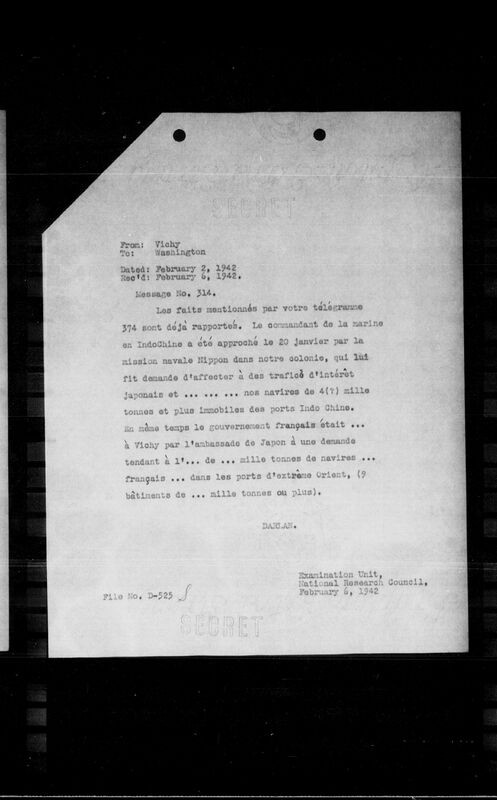 SECRET
From: Vichy
To: Washington
Dated: February 2, 1942
Rec'd: February 6, 1942.
Message No. 314.
Les faits mentionnés par votre télégramme
374 sont déjà rapportés. Le commandant de la marine
en IndoChine a été approché le 20 janvier par la
mission navale Nippon dans notre colonie, qui lui
fit demande d'affecter à des trafics d'intérêt
japonais et ... ... ... nos navires de 4(?) mille
tonnes et plus immobiles des ports Indo Chine.
En même temps le gouvernement français était ...
à Vichy par l'ambassade de Japon à une demande
tendant à l'... de ... mille tonnes de navires ...
français ... dans les ports d'extrême Orient, (9
bâtiments de ... mille tonnes ou plus).
DARLAN.
Examination Unit,
National Research Council,
February 6, 1942
File No. D-525
SECRET